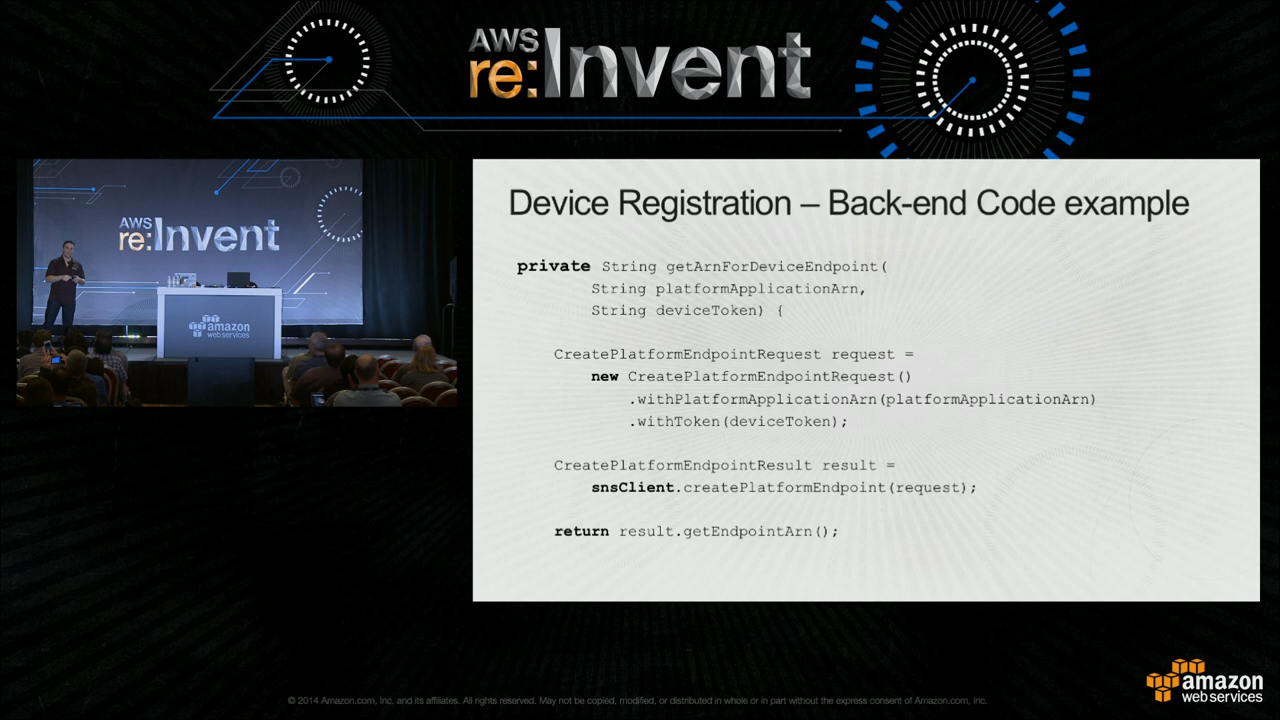 AWS
re:Invent
AWS
re:Invent
amazon
web services
Device Registration – Back-end Code example
private String getArnForDeviceEndpoint(
String platformApplicationArn,
String deviceToken) {
CreatePlatformEndpointRequest request =
new CreatePlatformEndpointRequest()
.withPlatformApplicationArn(platformApplicationArn)
.withToken(deviceToken);
CreatePlatformEndpointResult result =
snsClient.createPlatformEndpoint(request);
return result.getEndpointArn();
amazon
web services
© 2014 Amazon.com, Inc. and its affiliates. All rights reserved. May not be copied, modified, or distributed in whole or in part without the express consent of Amazon.com, Inc.